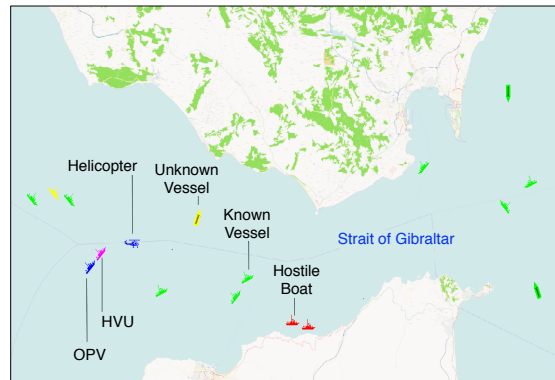 Helicopter
Unknown
Vessel
Known
Vessel
Strait of Gibraltar
Hostile
Boat
HVU
OPV